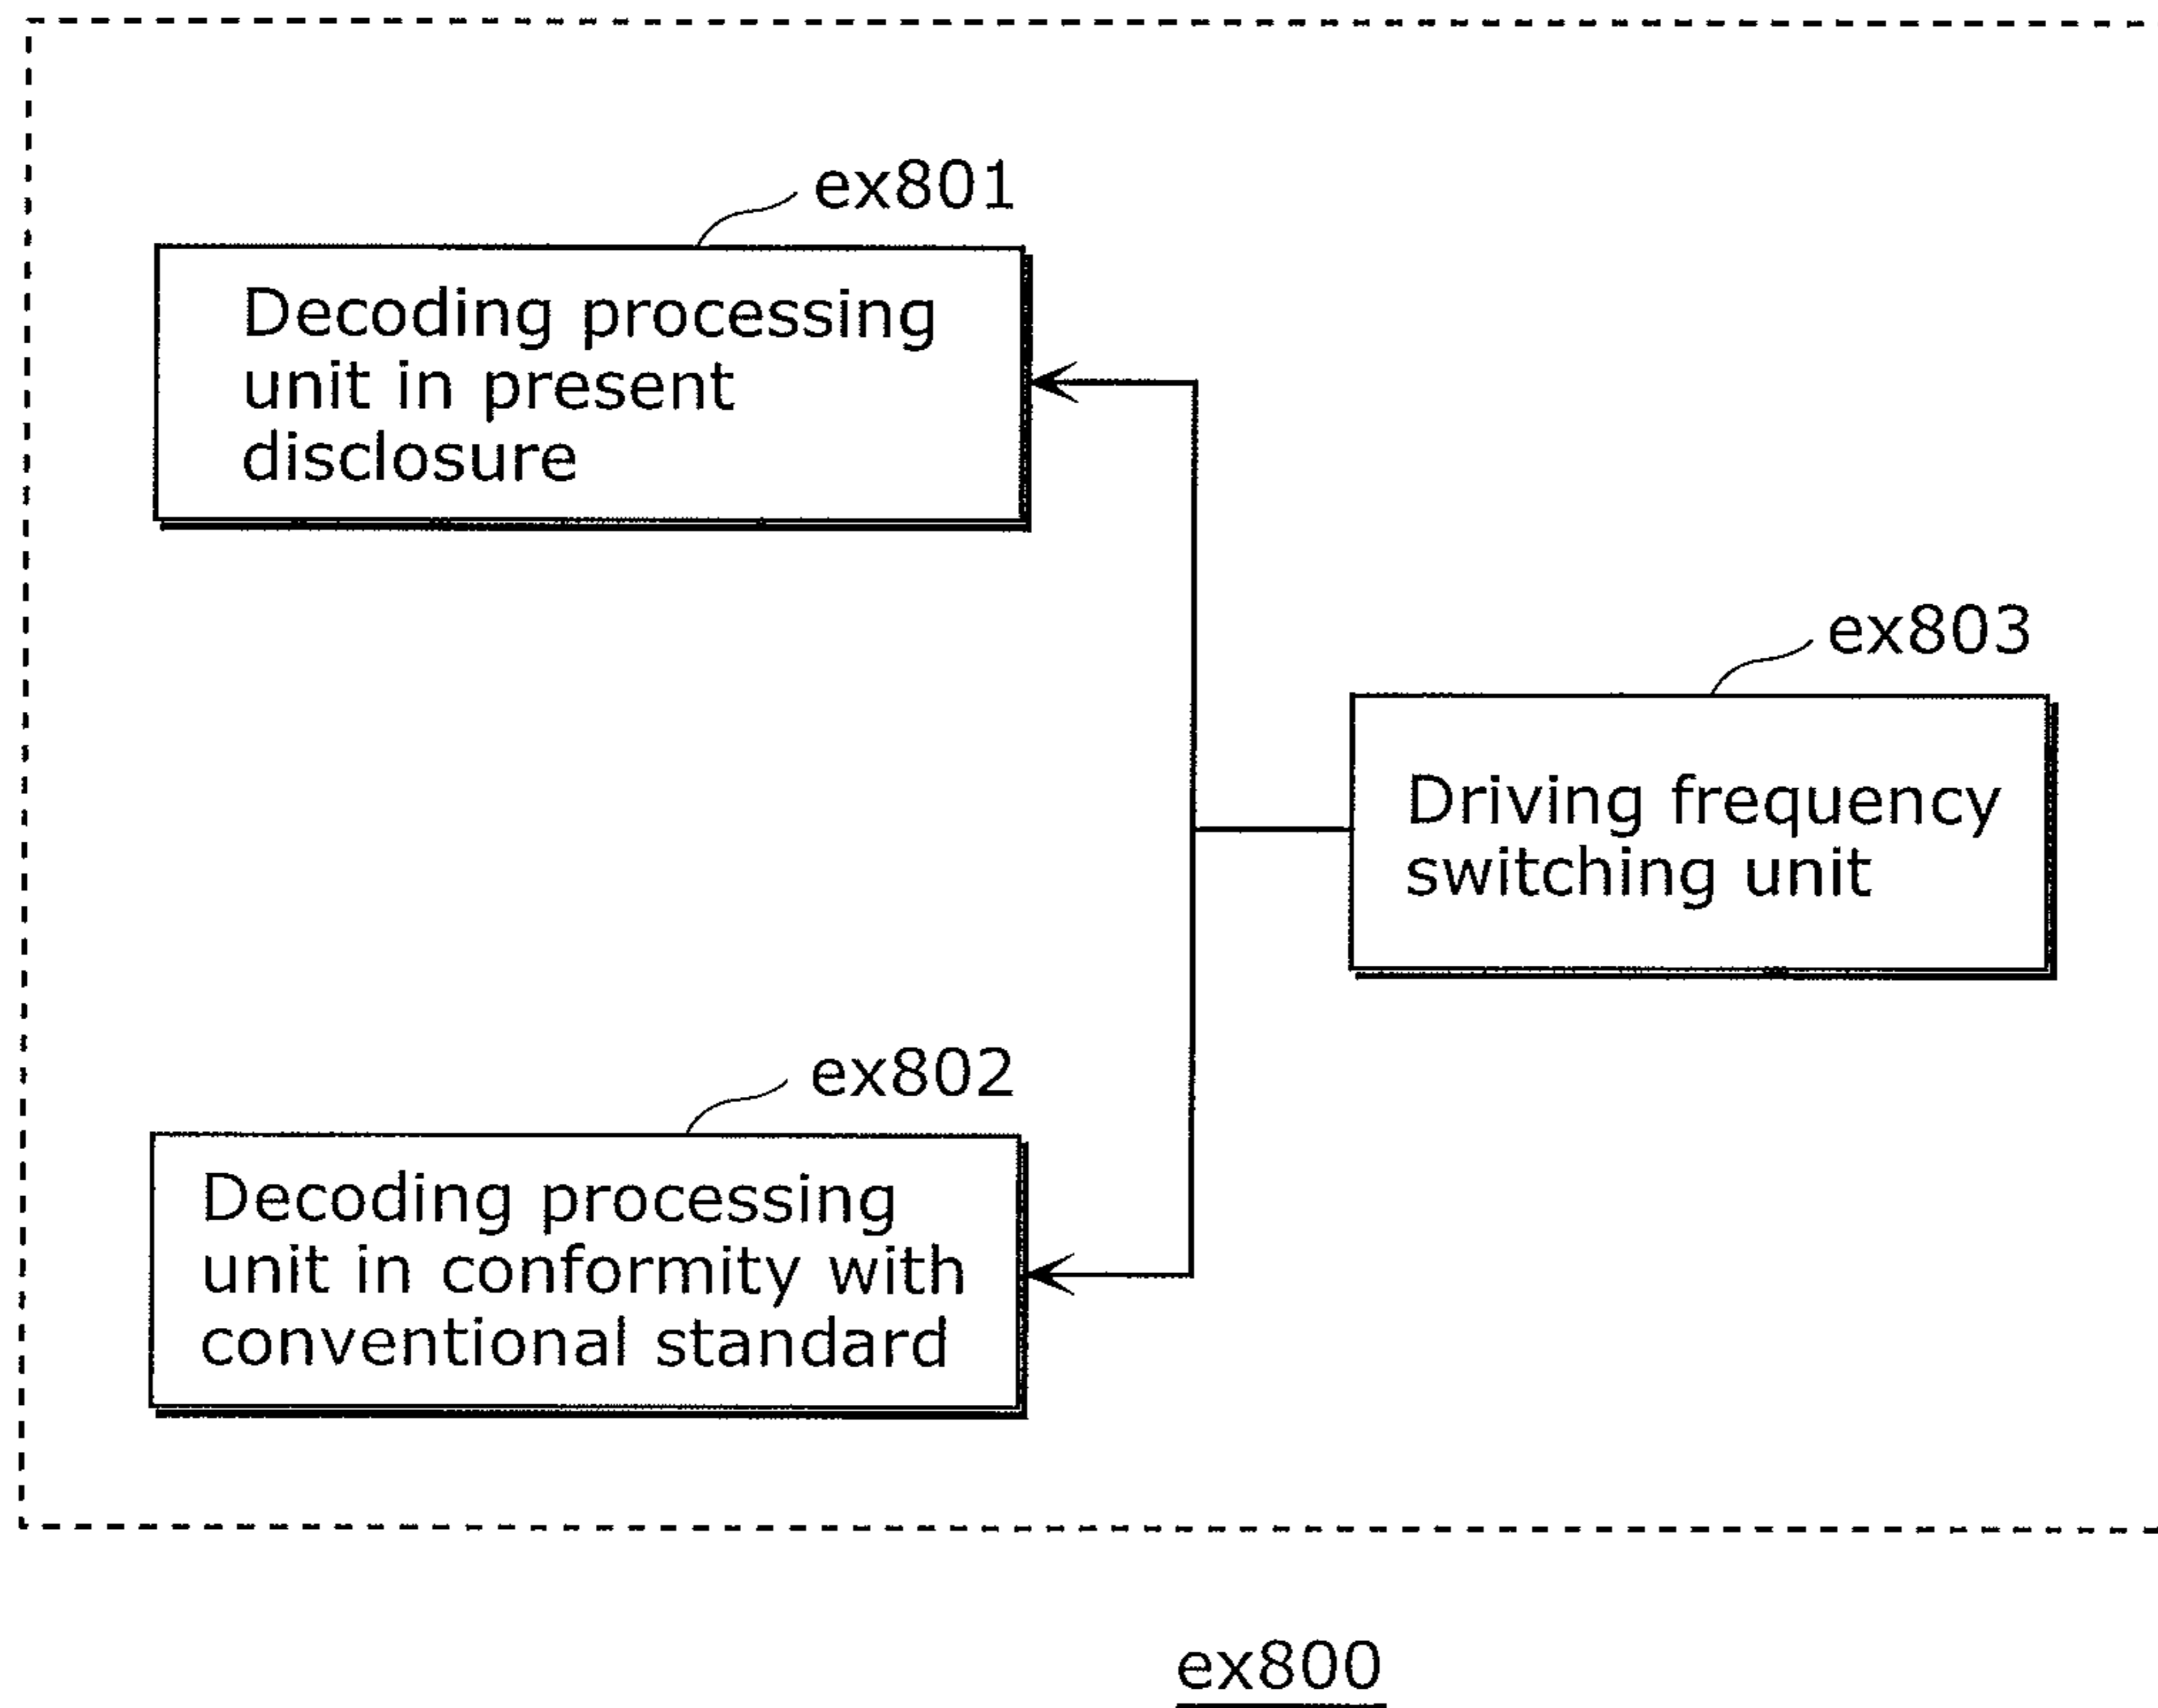 ex801
Decoding processing
unit in present
disclosure
ex803
Driving frequency
switching unit
ex802
Decoding processing
unit in conformity with
conventional standard
ex800